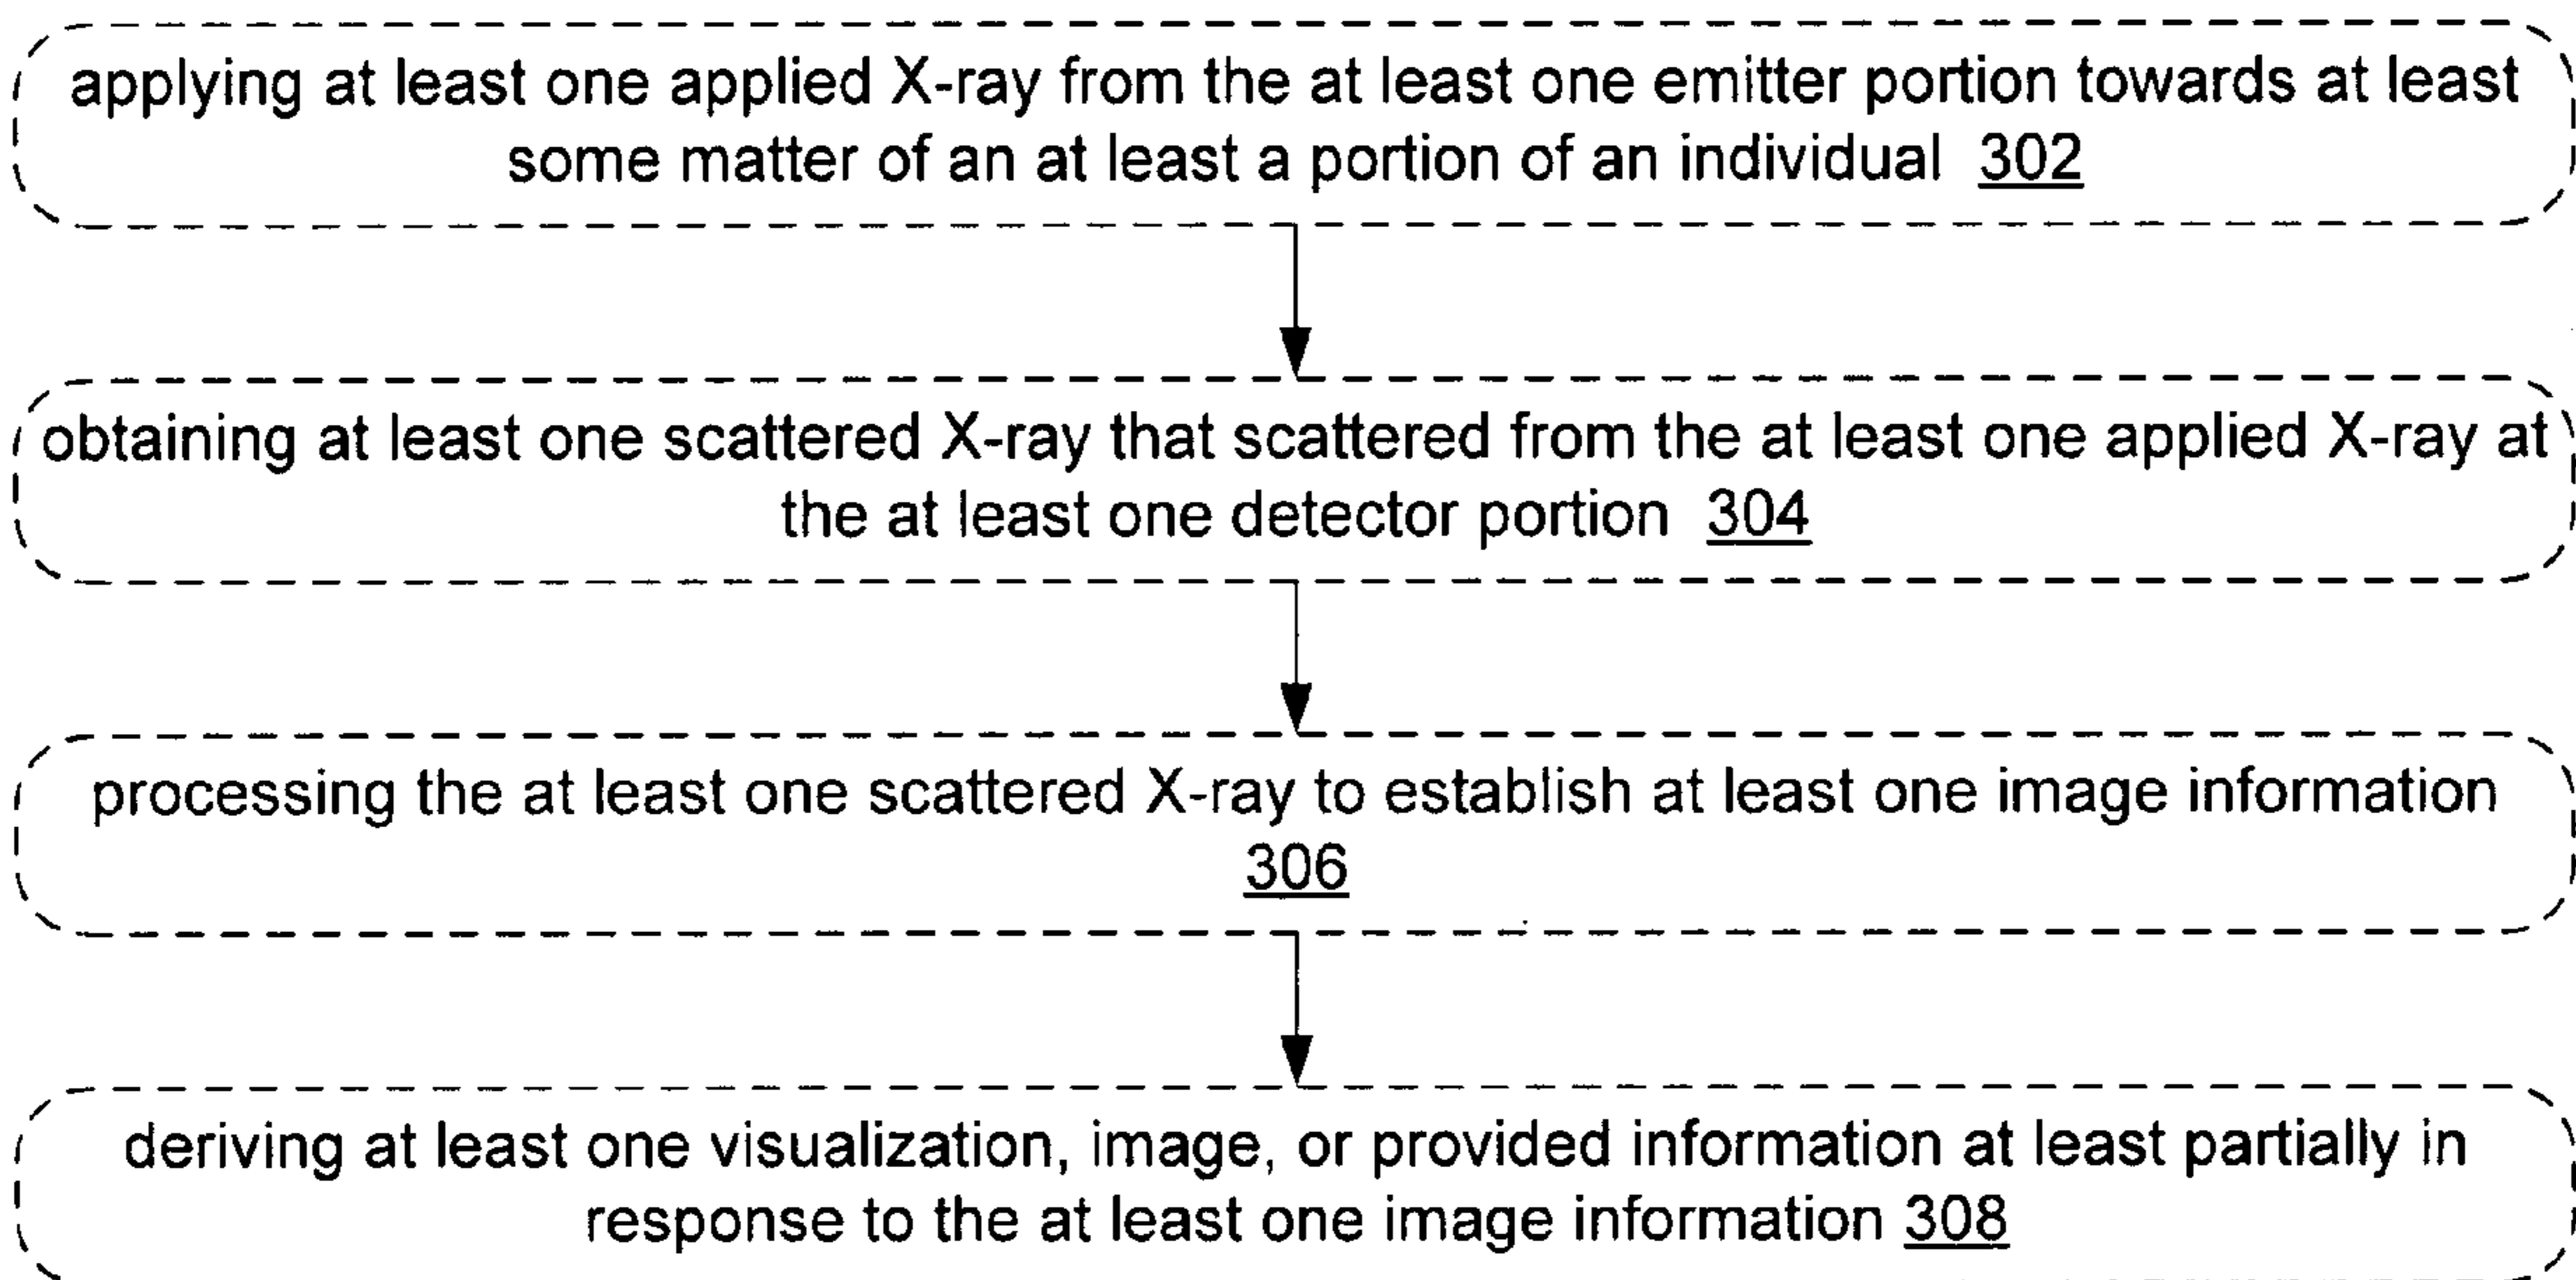 applying at least one applied X-ray from the at least one emitter portion towards at least
some matter of an at least a portion of an individual 302
obtaining at least one scattered X-ray that scattered from the at least one applied X-ray at
the at least one detector portion 304
processing the at least one scattered X-ray to establish at least one image information
306
deriving at least one visualization, image, or provided information at least partially in
response to the at least one image information 308